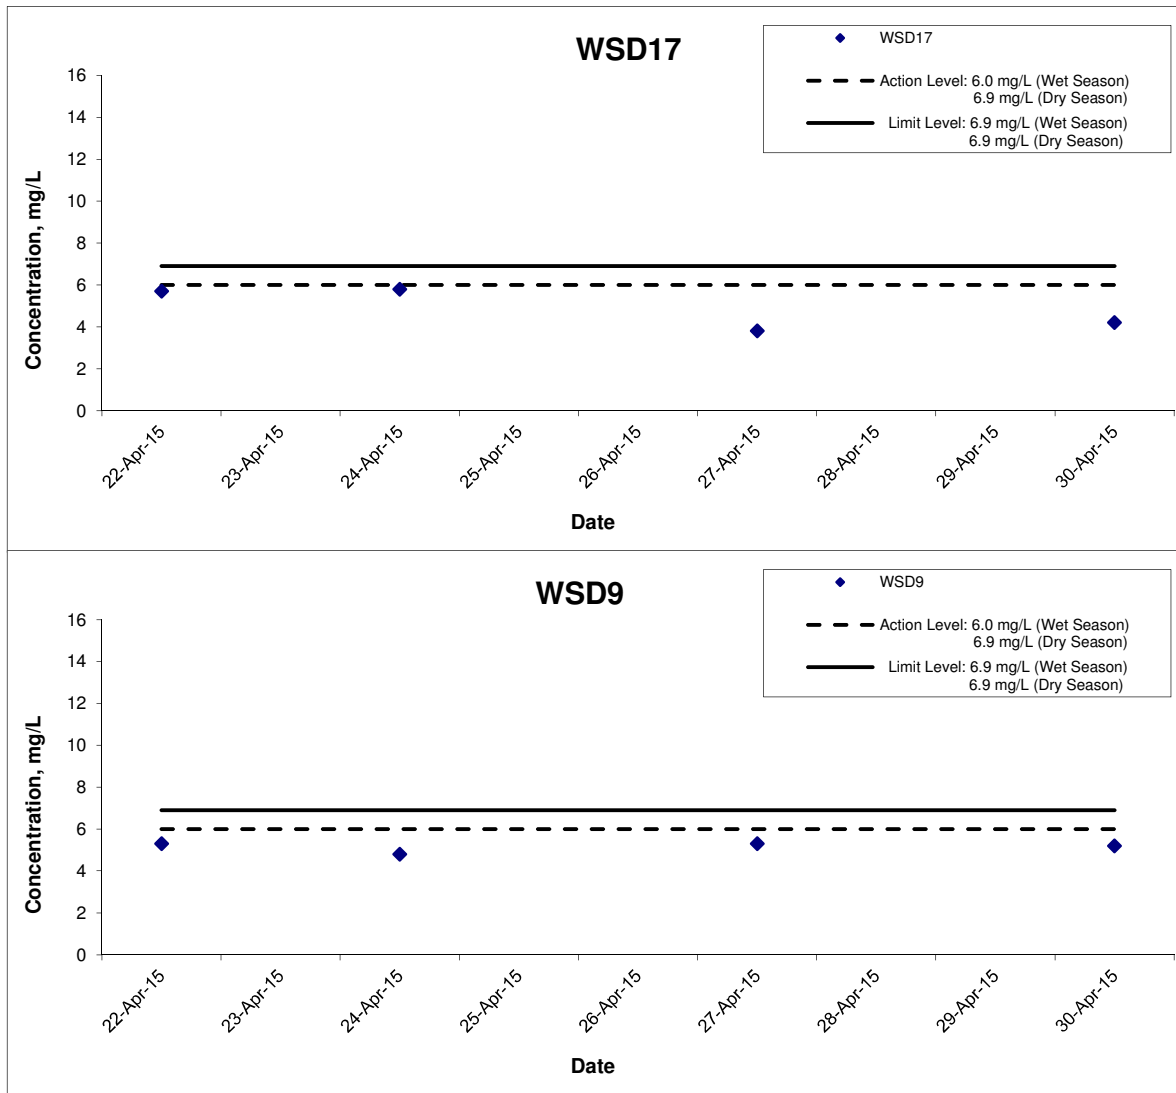 WSD17
WSD17
Action Level: 6.0 mg/L (Wet Season)
6.9 mg/L (Dry Season)
Limit Level: 6.9 mg/L (Wet Season)
6.9 mg/L (Dry Season)
Concentration, mg/L
16
14
12
10
8
6
4
2
0
22-Apr-15
23-Apr-15
24-Apr-15
25-Apr-15
26-Apr-15
27-Apr-15
28-Apr-15
29-Apr-15
30-Apr-15
Date
WSD9
WSD9
Action Level: 6.0 mg/L (Wet Season)
6.9 mg/L (Dry Season)
Limit Level: 6.9 mg/L (Wet Season)
6.9 mg/L (Dry Season)
Concentration, mg/L
16
14
12
10
8
6
4
2
0
22-Apr-15
23-Apr-15
24-Apr-15
25-Apr-15
26-Apr-15
27-Apr-15
28-Apr-15
29-Apr-15
30-Apr-15
Date